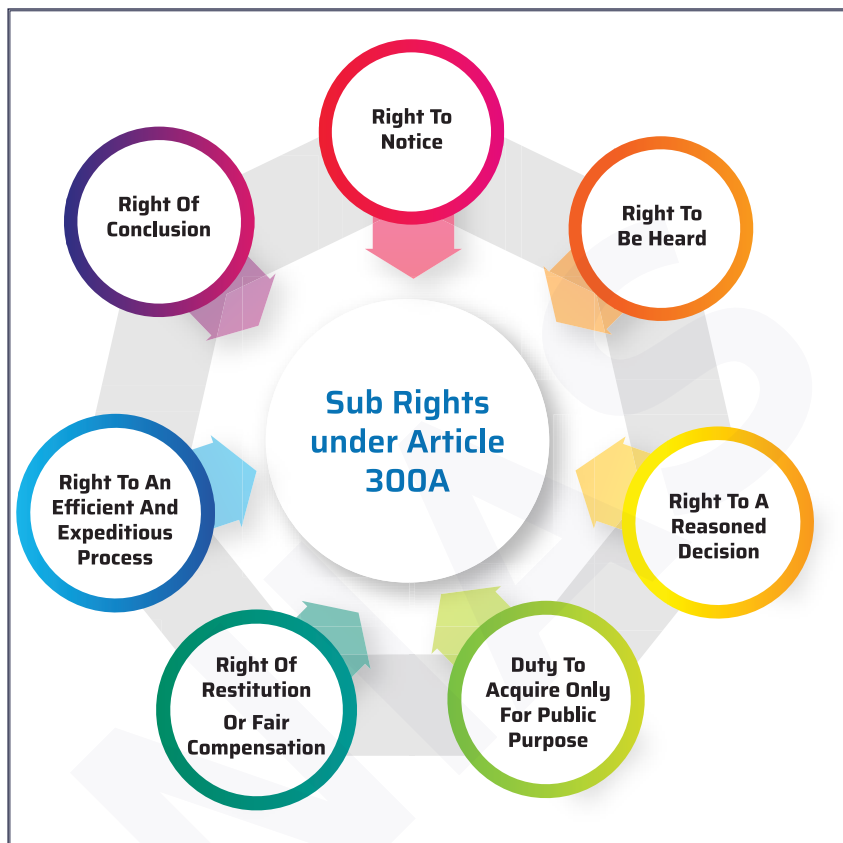 Right To
Notice
Right To
Be Heard
Right To A
Reasoned
Decision
Duty To
Acquire Only
For Public
Purpose
Right Of
Restitution
Or Fair
Compensation
Right To An
Efficient And
Expeditious
Process
Right Of
Conclusion
Sub Rights
under Article
300A